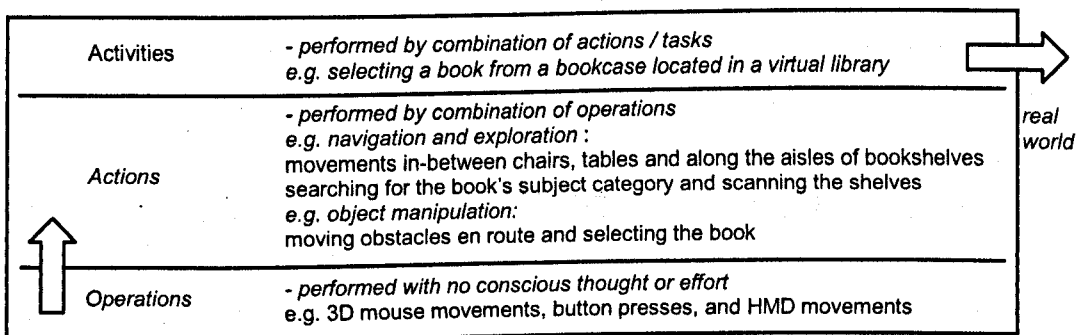 Activities
- performed by combination of actions / tasks
e.g. selecting a book from a bookcase located in a virtual library
real
world
Actions
- performed by combination of operations
e.g. navigation and exploration :
movements in-between chairs, tables and along the aisles of bookshelves
searching for the book's subject category and scanning the shelves
e.g. object manipulation:
moving obstacles en route and selecting the book
Operations
- performed with no conscious thought or effort
e.g. 3D mouse movements, button presses, and HMD movements